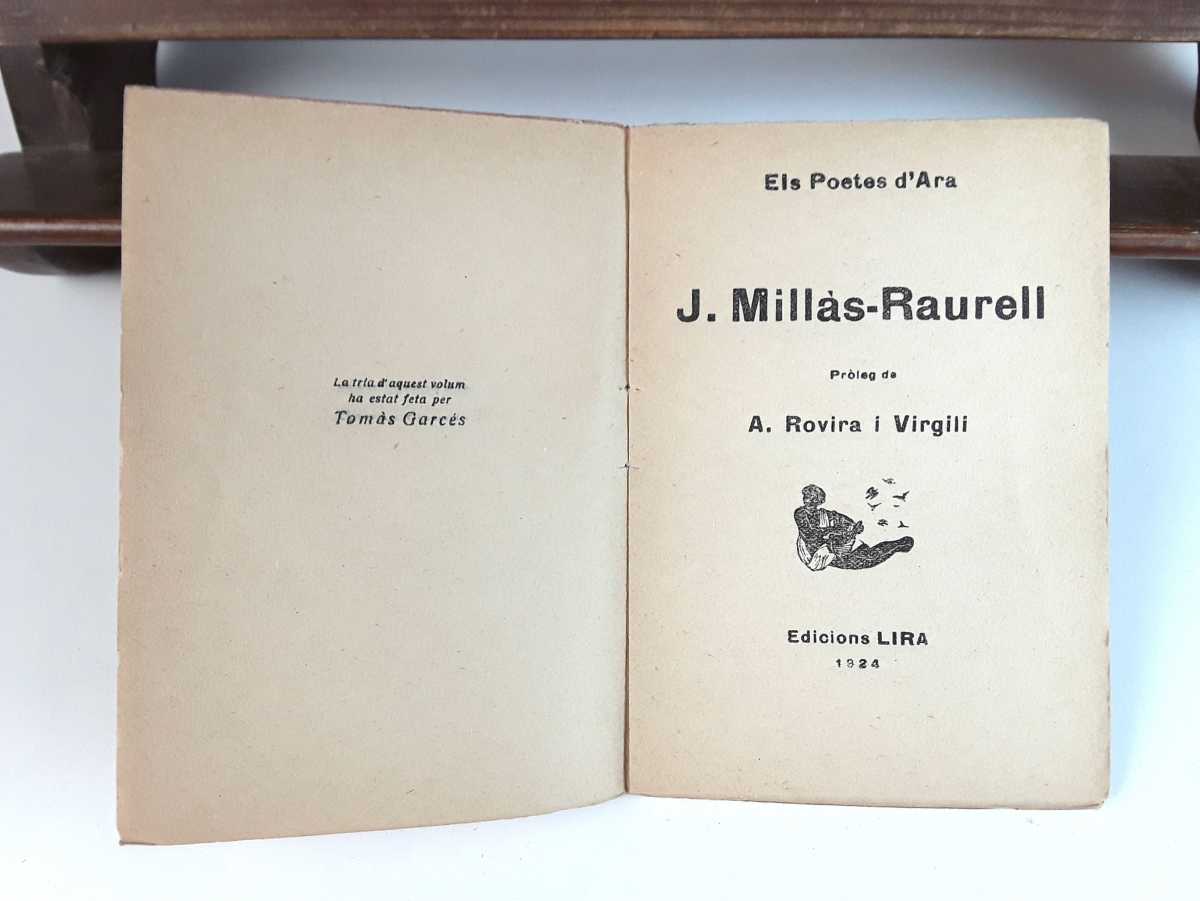 La tria d'aquest volum
ha estat feta per
Tomàs Garcés
Els Poetes d'Ara
J. Millàs-Raurell
Pròleg de
A. Rovira i Virgili
Edicions LIRA
1924